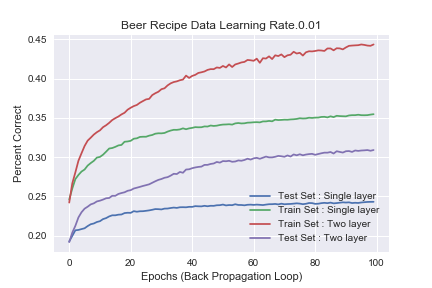 Beer Recipe Data Learning Rate.0.01
Percent Correct
0.45
0.40
0.35
0.30
0.25
0.20
Test Set : Single layer
Train Set : Single layer
Train Set : Two layer
Test Set : Two layer
0
20
40
60
80
100
Epochs (Back Propagation Loop)